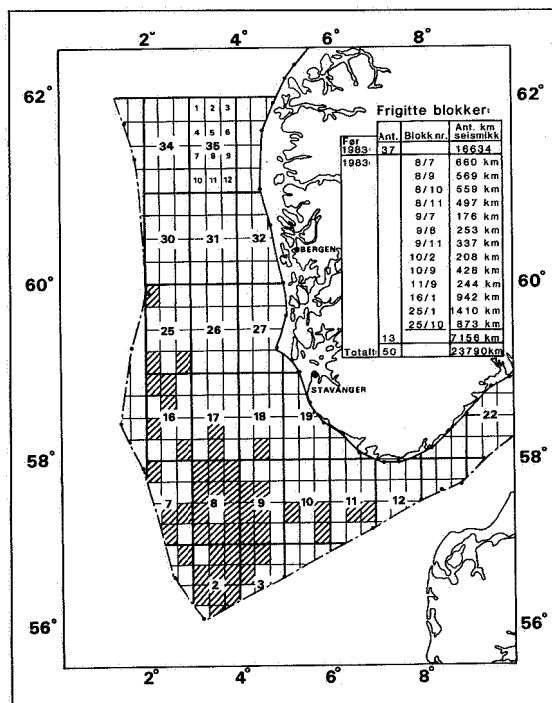 2° 4° 6° 8°
62° 62°
Frigitte blokker:
Ant. Blokk nr. Ant. km seismikk
Før 1983: 37 16634
1983: 8/7 660 km
8/9 569 km
8/10 559 km
8/11 497 km
9/7 176 km
9/8 253 km
9/11 337 km
10/2 208 km
10/9 428 km
11/9 244 km
16/1 942 km
25/1 1410 km
25/10 873 km
13 7156 km
Totalt: 50 23790km
1 2 3
4 5 6
34 35
7 8 9
10 11 12
30 31 32
BERGEN
60° 60°
25 26 27
STAVANGER
16 17 18 19 22
58° 58°
7 8 9 10 11 12
2 3
56° 56°
2° 4° 6° 8°